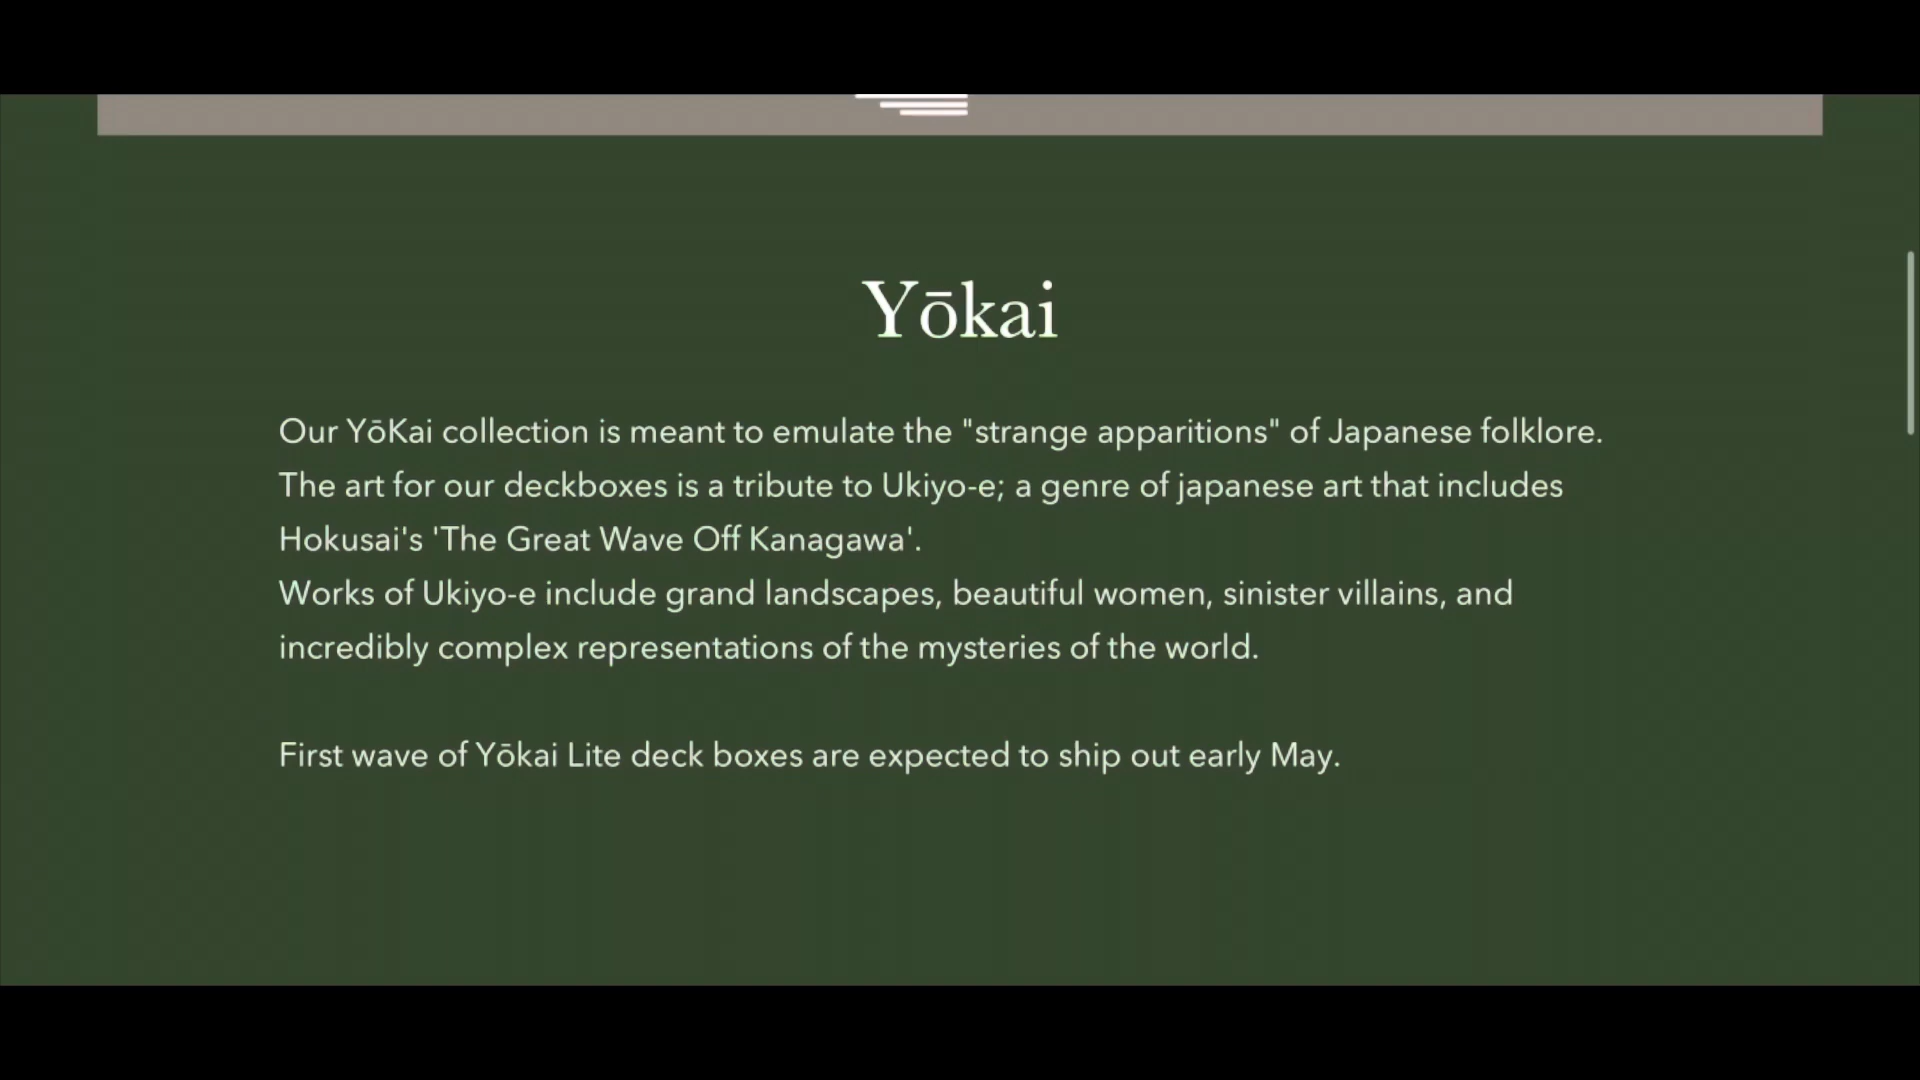 Yōkai
Our YōKai collection is meant to emulate the "strange apparitions" of Japanese folklore.
The art for our deckboxes is a tribute to Ukiyo-e; a genre of japanese art that includes
Hokusai's 'The Great Wave Off Kanagawa'.
Works of Ukiyo-e include grand landscapes, beautiful women, sinister villains, and
incredibly complex representations of the mysteries of the world.
First wave of Yōkai Lite deck boxes are expected to ship out early May.